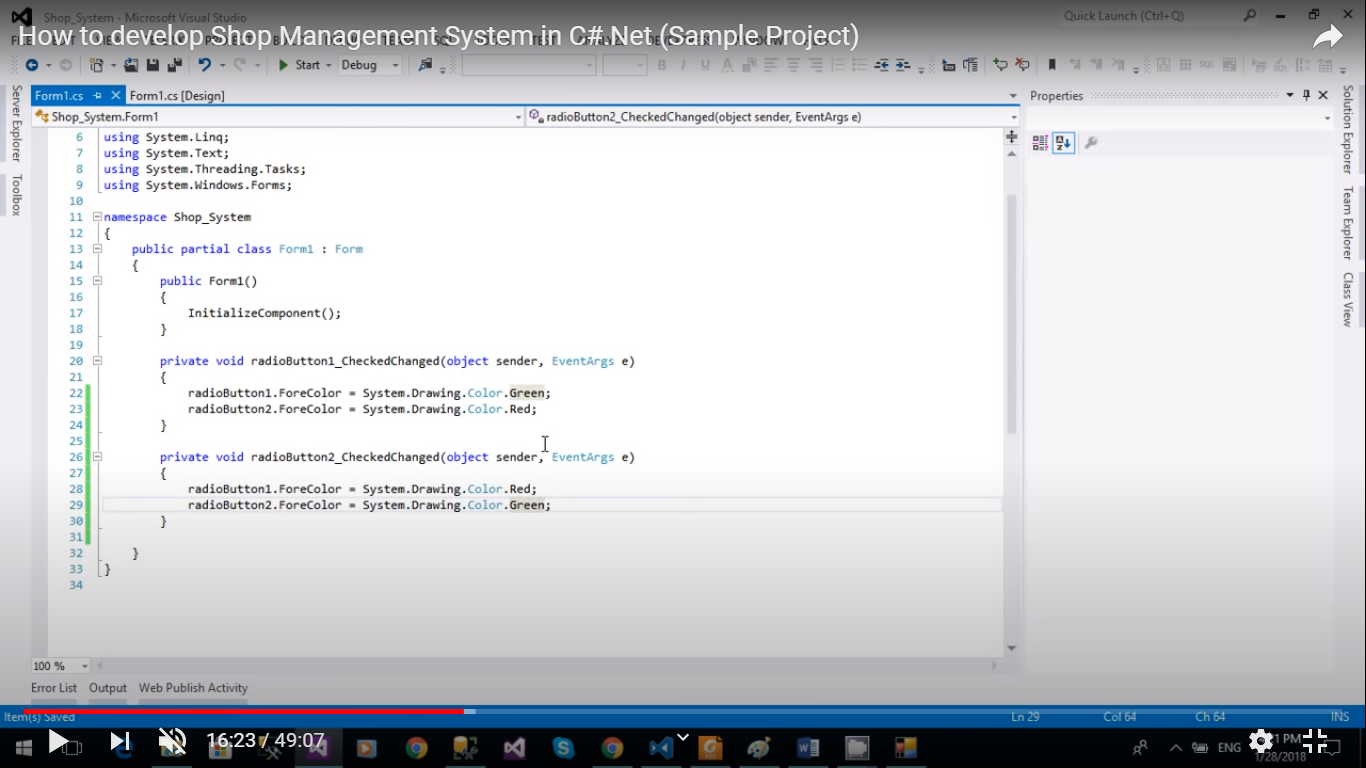 Shop_System - Microsoft Visual Studio
Quick Launch (Ctrl+Q)
How to develop Shop Management System in C#.Net (Sample Project)
Start
Debug
Form1.cs
Form1.cs [Design]
Properties
Shop_System.Form1
radioButton2_CheckedChanged(object sender, EventArgs e)
Server Explorer
Toolbox
Solution Explorer
Team Explorer
Class View
6 using System.Linq;
7 using System.Text;
8 using System.Threading.Tasks;
9 using System.Windows.Forms;
10
11 namespace Shop_System
12 {
13 public partial class Form1 : Form
14 {
15 public Form1()
16 {
17 InitializeComponent();
18 }
19
20 private void radioButton1_CheckedChanged(object sender, EventArgs e)
21 {
22 radioButton1.ForeColor = System.Drawing.Color.Green;
23 radioButton2.ForeColor = System.Drawing.Color.Red;
24 }
25
26 private void radioButton2_CheckedChanged(object sender, EventArgs e)
27 {
28 radioButton1.ForeColor = System.Drawing.Color.Red;
29 radioButton2.ForeColor = System.Drawing.Color.Green;
30 }
31
32 }
33 }
34
100 %
Error List Output Web Publish Activity
Item(s) Saved
Ln 29 Col 64 Ch 64 INS
16:23 / 49:07
ENG
1/28/2018